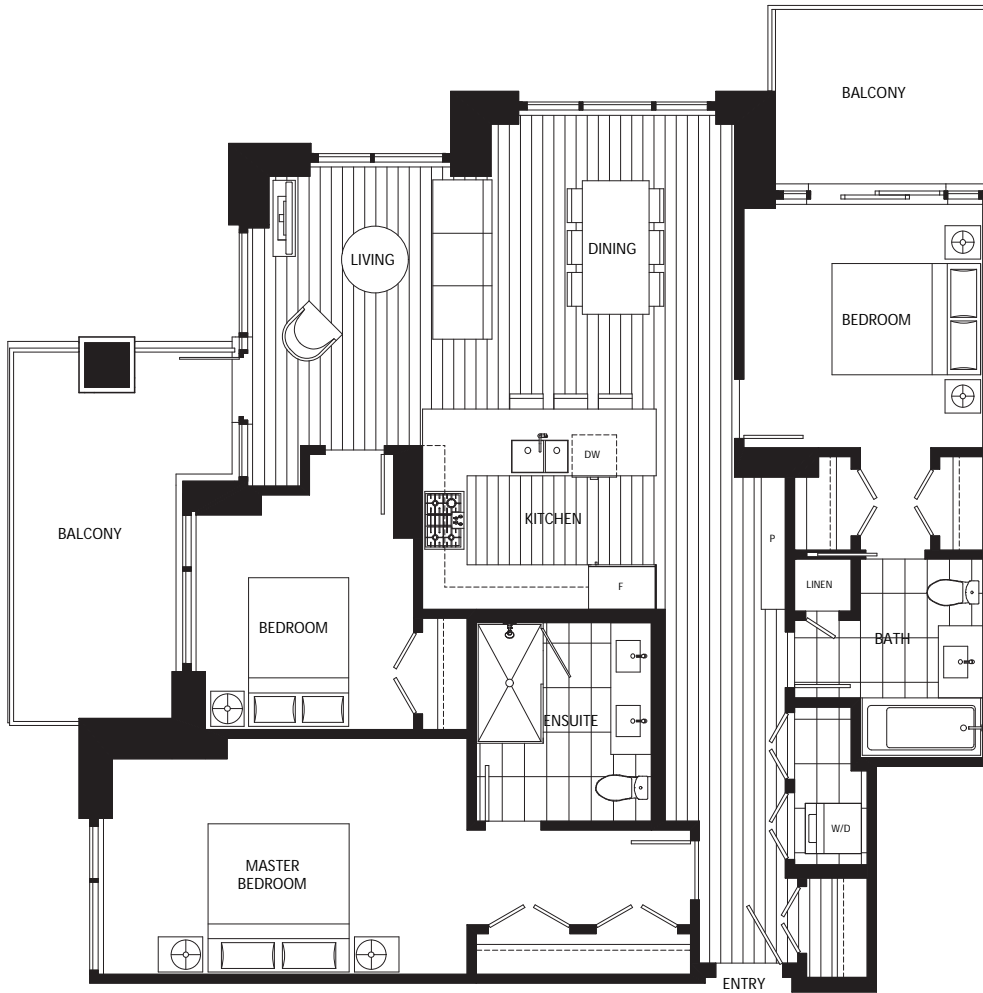 BALCONY
LIVING
DINING
BEDROOM
DW
KITCHEN
BALCONY
P
F
LINEN
BEDROOM
BATH
ENSUITE
W/D
MASTER
BEDROOM
ENTRY